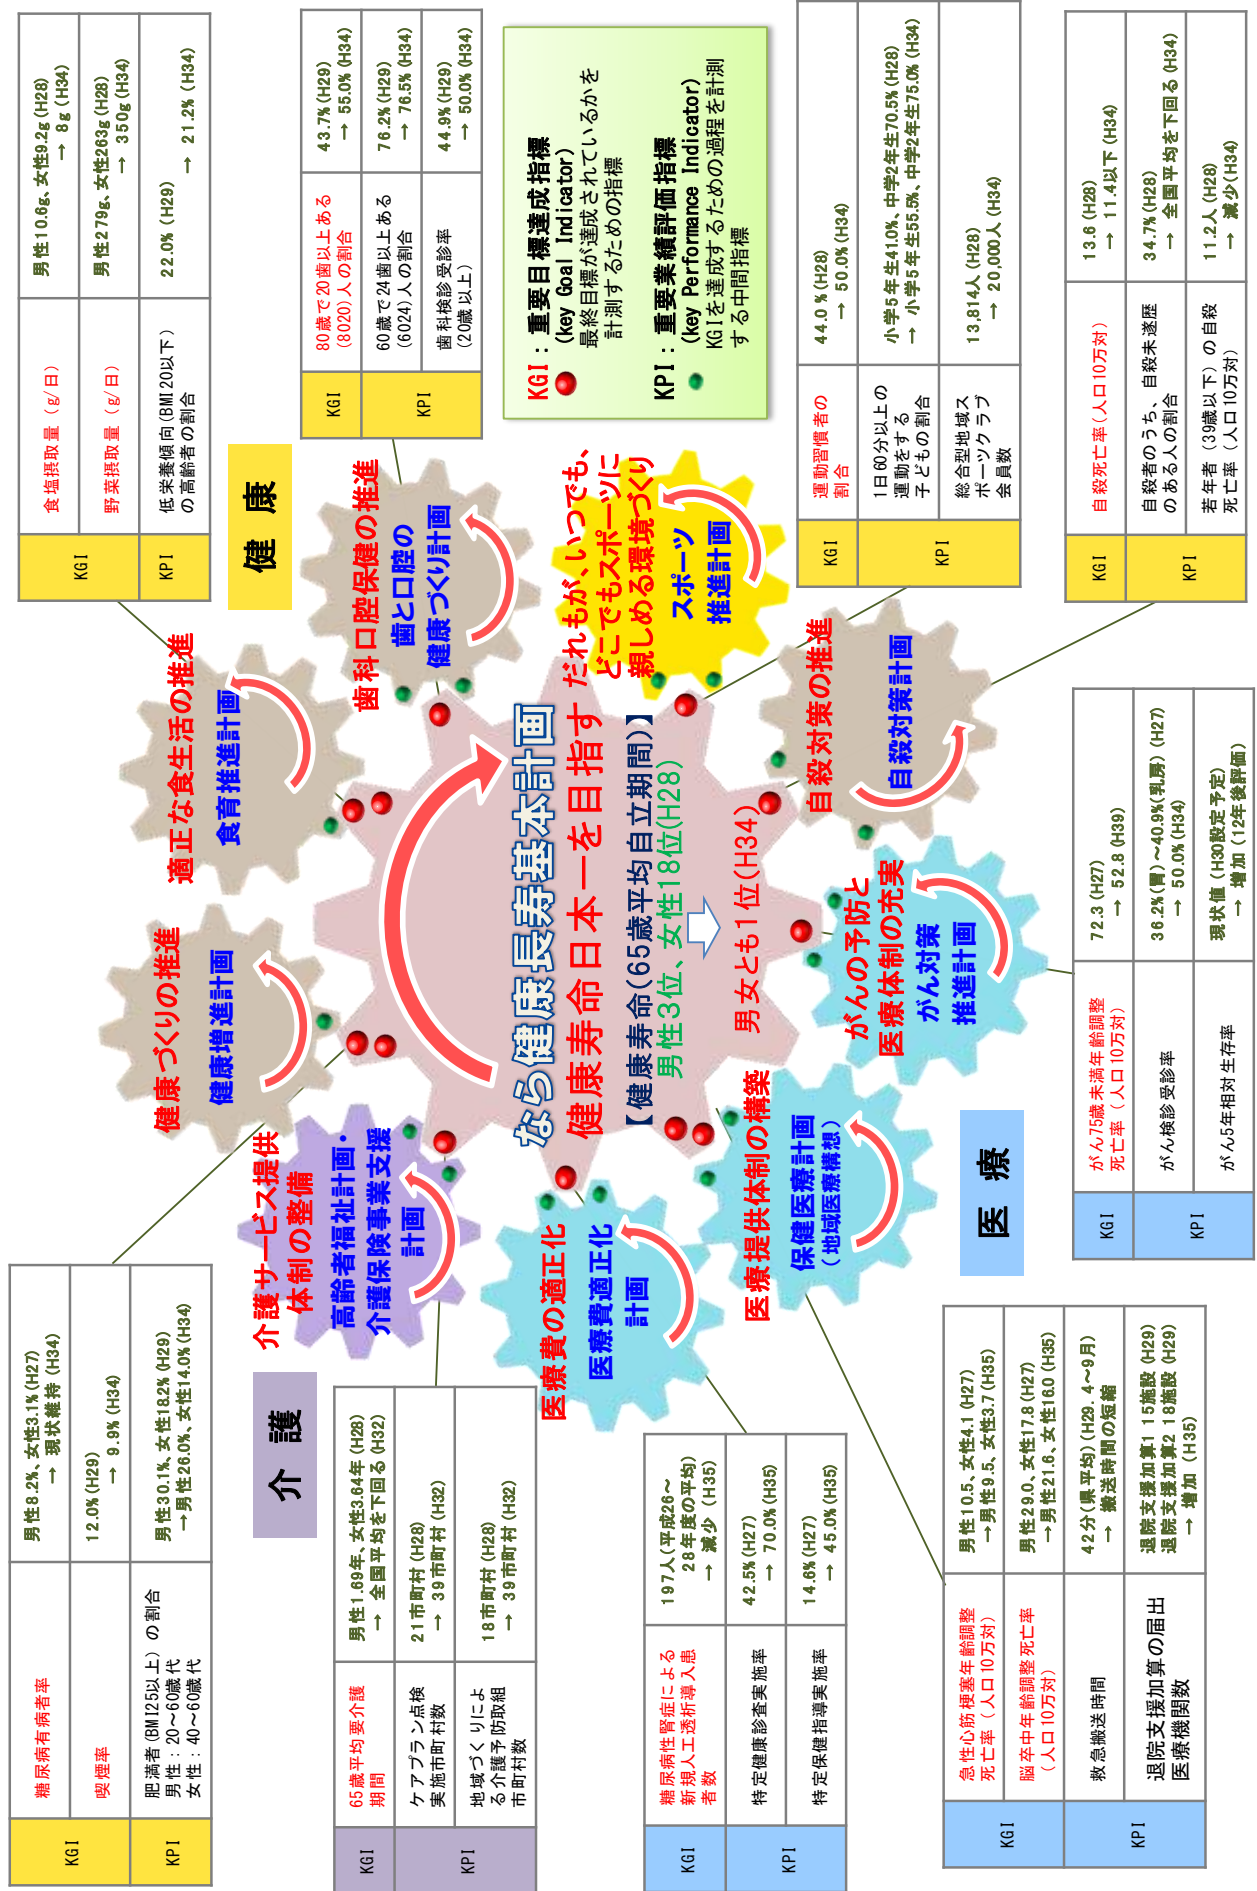 なら健康長寿基本計画
健康寿命日本一を目指す
【健康寿命(65歳平均自立期間)】
男性3位、女性18位(H28)
男女とも1位(H34)
介 護
健 康
医 療
健康づくりの推進
健康増進計画
適正な食生活の推進
食育推進計画
歯科口腔保健の推進
歯と口腔の
健康づくり計画
だれもが、いつでも、
どこでもスポーツに
親しめる環境づくり
スポーツ
推進計画
自殺対策の推進
自殺対策計画
がんの予防と
医療体制の充実
がん対策
推進計画
医療提供体制の構築
保健医療計画
(地域医療構想)
医療費の適正化
医療費適正化
計画
介護サービス提供
体制の整備
高齢者福祉計画・
介護保険事業支援
計画
KGI
糖尿病有病者率
男性8.2%、女性3.1%(H27)
→ 現状維持(H34)
喫煙率
12.0%(H29)
→ 9.9%(H34)
KPI
肥満者(BMI25以上)の割合
男性:20～60歳代
女性:40～60歳代
男性30.1%、女性18.2%(H29)
→男性26.0%、女性14.0%(H34)
KGI
食塩摂取量(g/日)
男性10.6g、女性9.2g(H28)
→ 8g(H34)
野菜摂取量(g/日)
男性279g、女性263g(H28)
→ 350g(H34)
KPI
低栄養傾向(BMI20以下)
の高齢者の割合
22.0%(H29)
→ 21.2%(H34)
KGI
80歳で20歯以上ある
(8020)人の割合
43.7%(H29)
→ 55.0%(H34)
KPI
60歳で24歯以上ある
(6024)人の割合
76.2%(H29)
→ 76.5%(H34)
歯科検診受診率
(20歳以上)
44.9%(H29)
→ 50.0%(H34)
KGI:重要目標達成指標
(key Goal Indicator)
最終目標が達成されているかを
計測するための指標
KPI:重要業績評価指標
(key Performance Indicator)
KGIを達成するための過程を計測
する中間指標
KGI
65歳平均要介護
期間
男性1.69年、女性3.64年(H28)
→ 全国平均を下回る(H32)
KPI
ケアプラン点検
実施市町村数
21市町村(H28)
→ 39市町村(H32)
地域づくりによ
る介護予防取組
市町村数
18市町村(H28)
→ 39市町村(H32)
KGI
糖尿病性腎症による
新規人工透析導入患
者数
197人(平成26～
28年度の平均)
→ 減少(H35)
KPI
特定健康診査実施率
42.5%(H27)
→ 70.0%(H35)
特定保健指導実施率
14.6%(H27)
→ 45.0%(H35)
KGI
運動習慣者の
割合
44.0%(H28)
→ 50.0%(H34)
KPI
1日60分以上の
運動をする
子どもの割合
小学5年生41.0%、中学2年生70.5%(H28)
→ 小学5年生55.5%、中学2年生75.0%(H34)
総合型地域ス
ポーツクラブ
会員数
13,814人(H28)
→ 20,000人(H34)
KGI
急性心筋梗塞年齢調整
死亡率(人口10万対)
男性10.5、女性4.1(H27)
→男性9.5、女性3.7(H35)
脳卒中年齢調整死亡率
(人口10万対)
男性29.0、女性17.8(H27)
→男性21.6、女性16.0(H35)
KPI
救急搬送時間
42分(県平均)(H29.4～9月)
→ 搬送時間の短縮
退院支援加算の届出
医療機関数
退院支援加算1 15施設(H29)
退院支援加算2 18施設(H29)
→ 増加(H35)
KGI
がん75歳未満年齢調整
死亡率(人口10万対)
72.3(H27)
→ 52.8(H39)
KPI
がん検診受診率
36.2%(胃)～40.9%(乳房)(H27)
→ 50.0%(H34)
がん5年相対生存率
現状値(H30設定予定)
→ 増加(12年後評価)
KGI
自殺死亡率(人口10万対)
13.6(H28)
→ 11.4以下(H34)
KPI
自殺者のうち、自殺未遂歴
のある人の割合
34.7%(H28)
→ 全国平均を下回る(H34)
若年者(39歳以下)の自殺
死亡率(人口10万対)
11.2人(H28)
→ 減少(H34)